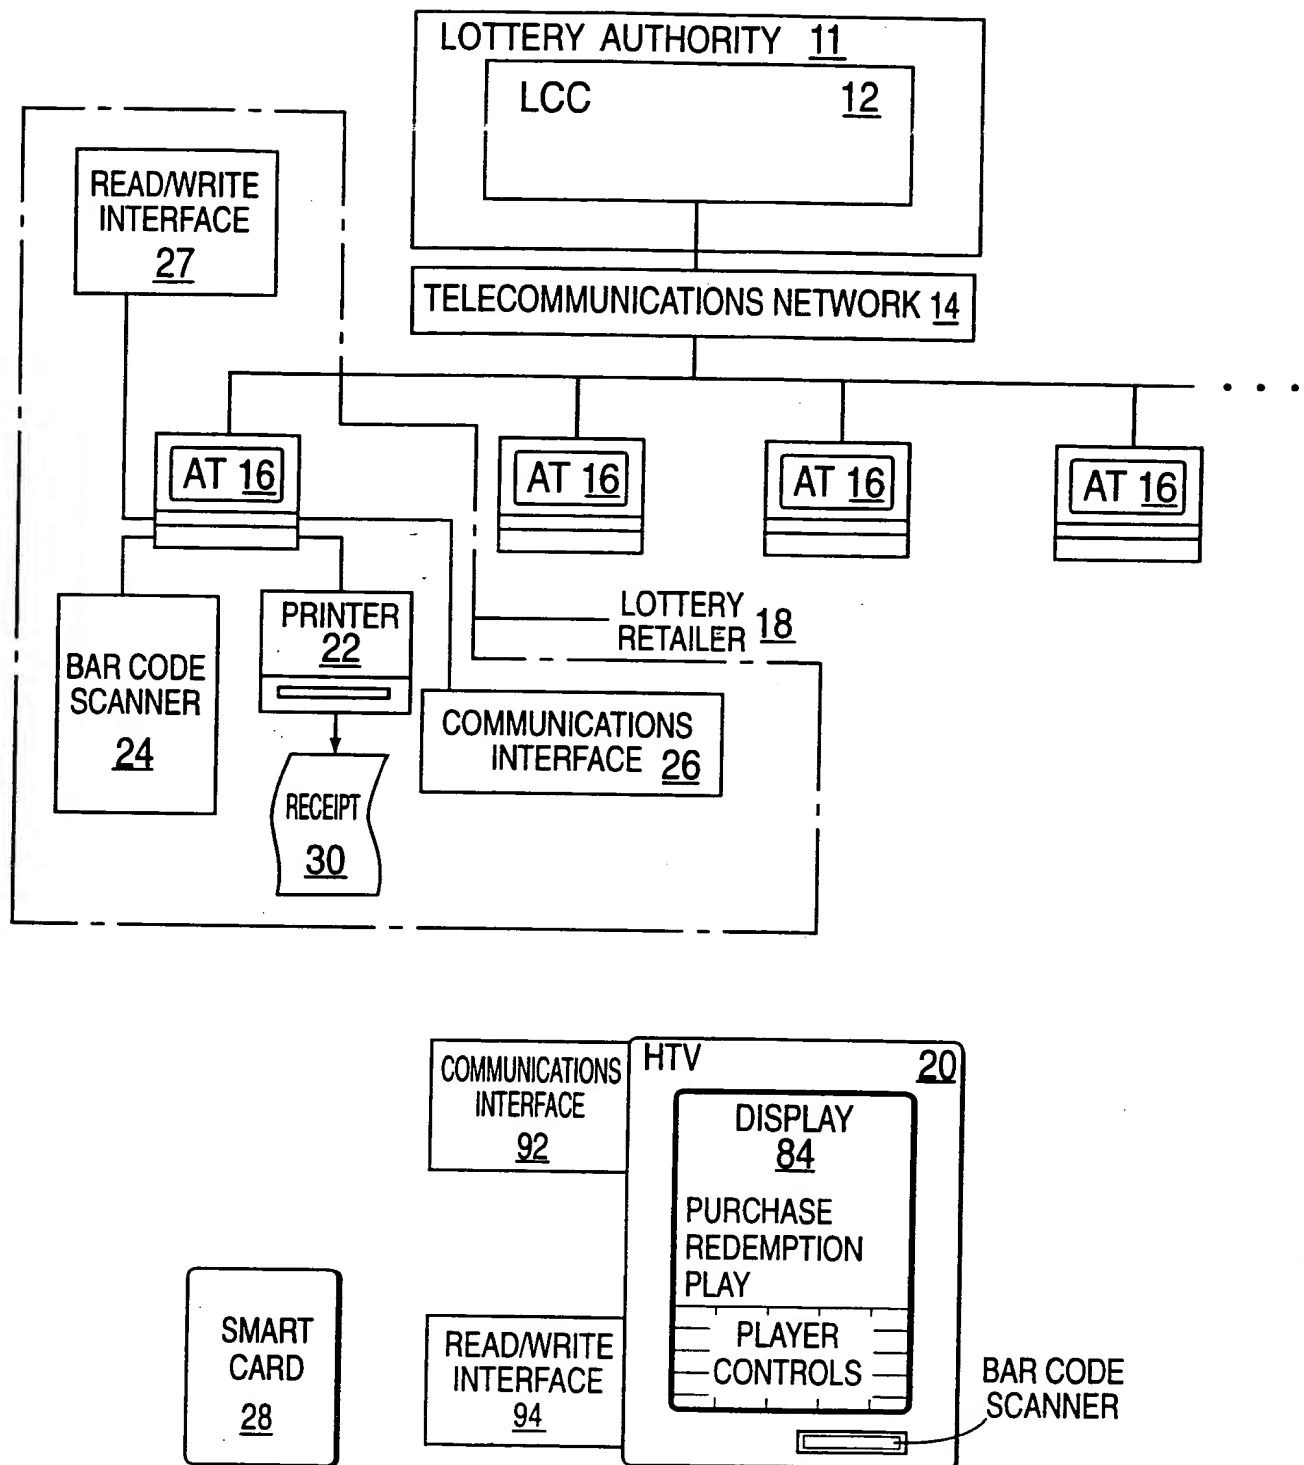 LOTTERY AUTHORITY 11
LCC 12
READ/WRITE
INTERFACE
27
TELECOMMUNICATIONS NETWORK 14
AT 16
AT 16
AT 16
AT 16
LOTTERY
RETAILER 18
PRINTER
22
BAR CODE
SCANNER
24
COMMUNICATIONS
INTERFACE 26
RECEIPT
30
HTV 20
COMMUNICATIONS
INTERFACE
92
DISPLAY
84
PURCHASE
REDEMPTION
PLAY
PLAYER
CONTROLS
SMART
CARD
28
READ/WRITE
INTERFACE
94
BAR CODE
SCANNER